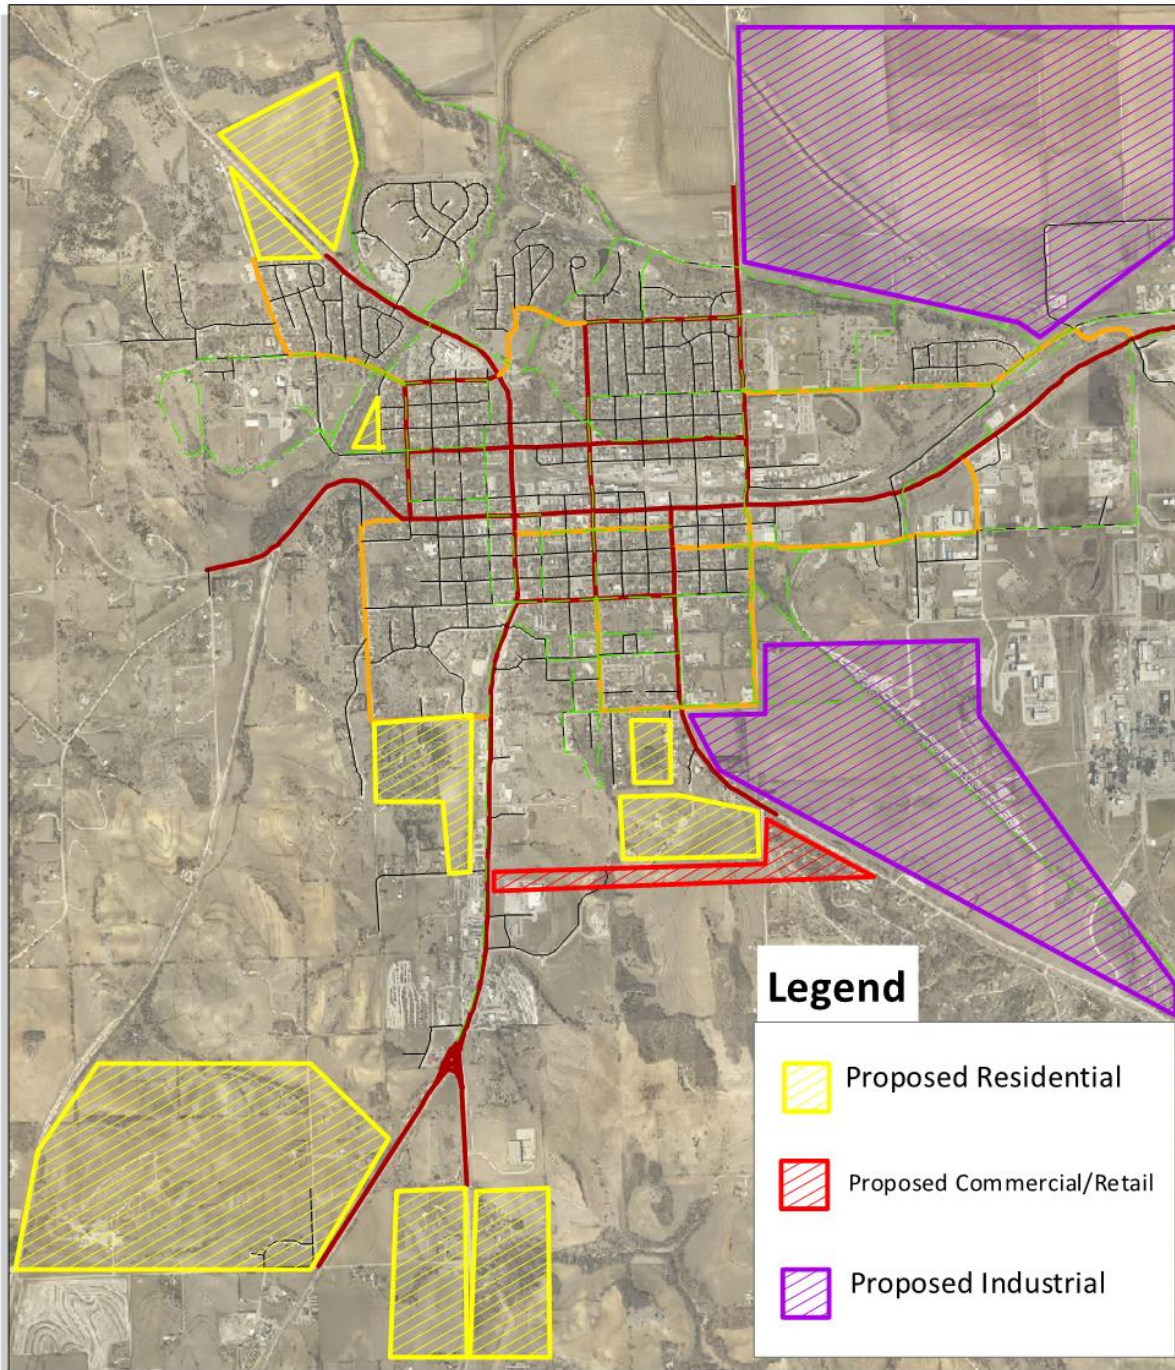 Legend
Proposed Residential
Proposed Commercial/Retail
Proposed Industrial